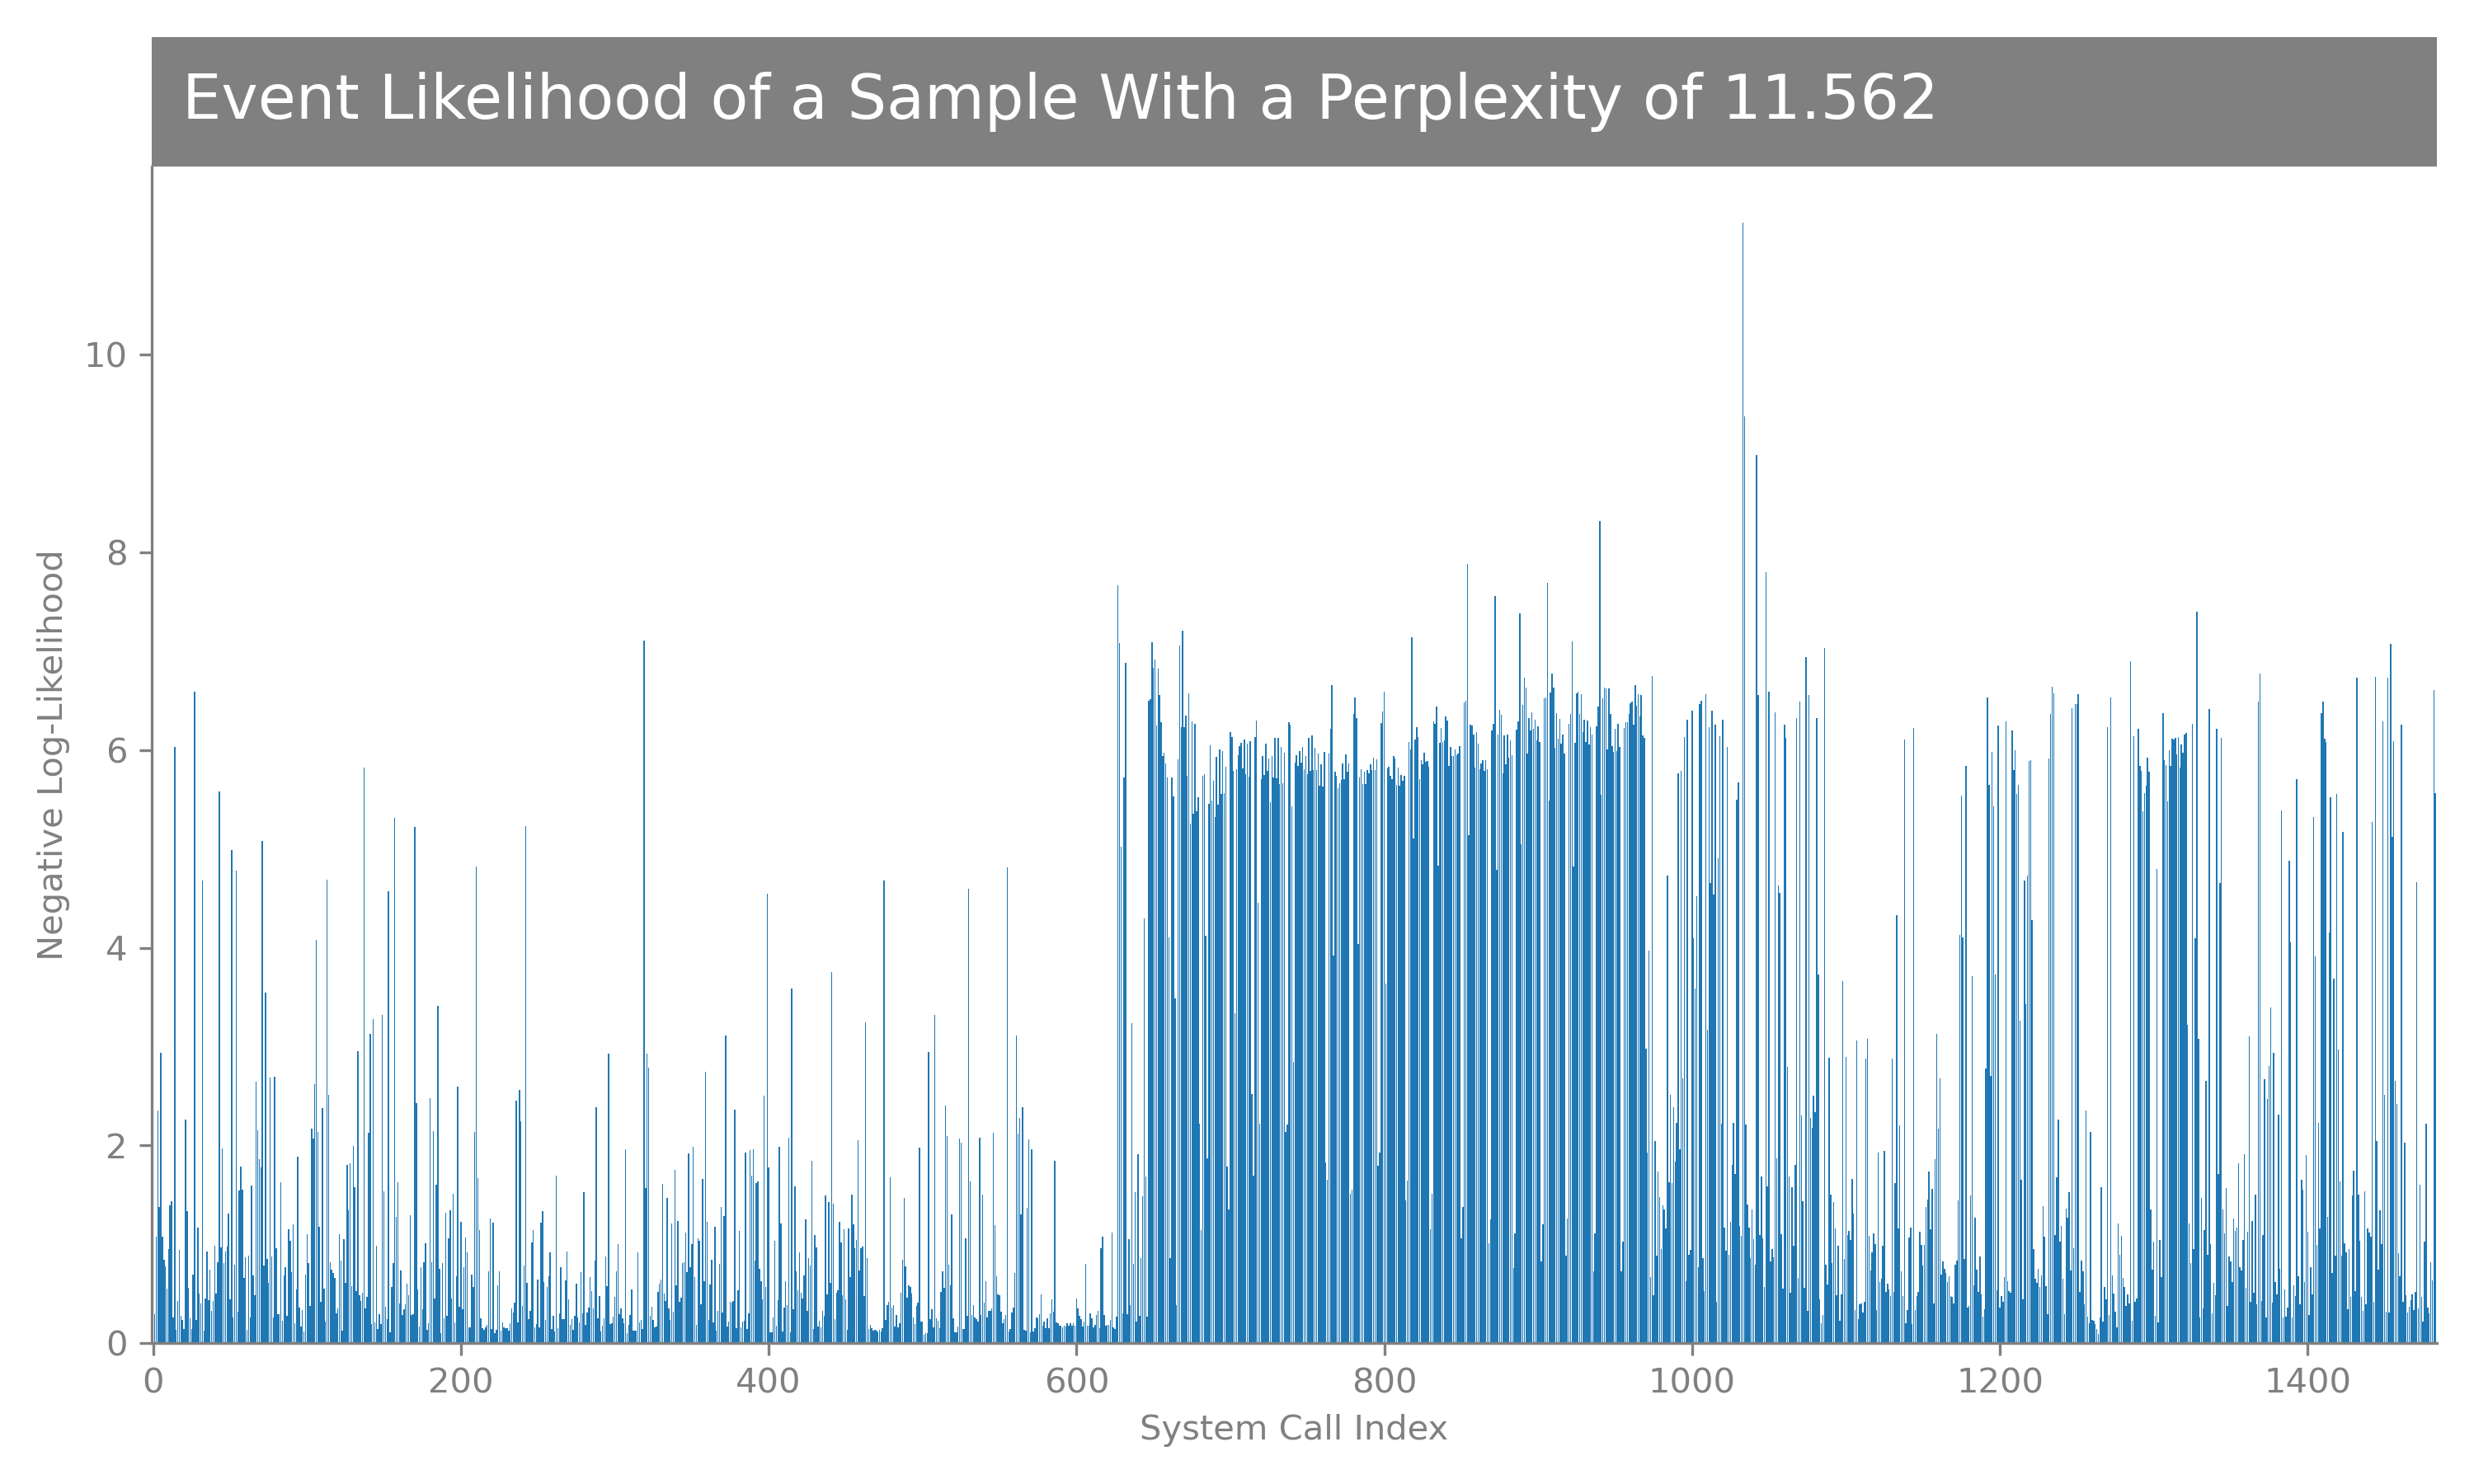 Event Likelihood of a Sample With a Perplexity of 11.562
Negative Log-Likelihood
10
8
6
4
2
0
0 200 400 600 800 1000 1200 1400
System Call Index